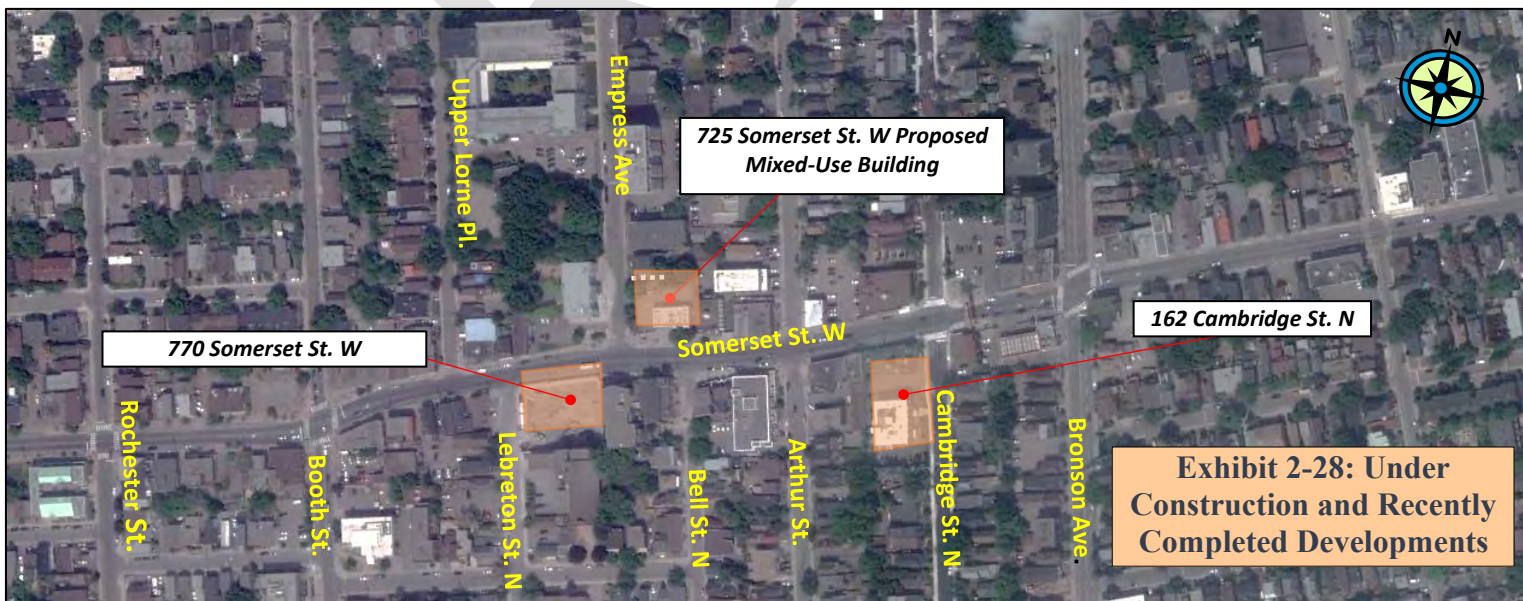 N
Upper Lorne Pl.
Empress Ave
725 Somerset St. W Proposed
Mixed-Use Building
770 Somerset St. W
Somerset St. W
162 Cambridge St. N
Rochester St.
Booth St.
Lebreton St. N
Bell St. N
Arthur St.
Cambridge St. N
Bronson Ave.
Exhibit 2-28: Under
Construction and Recently
Completed Developments